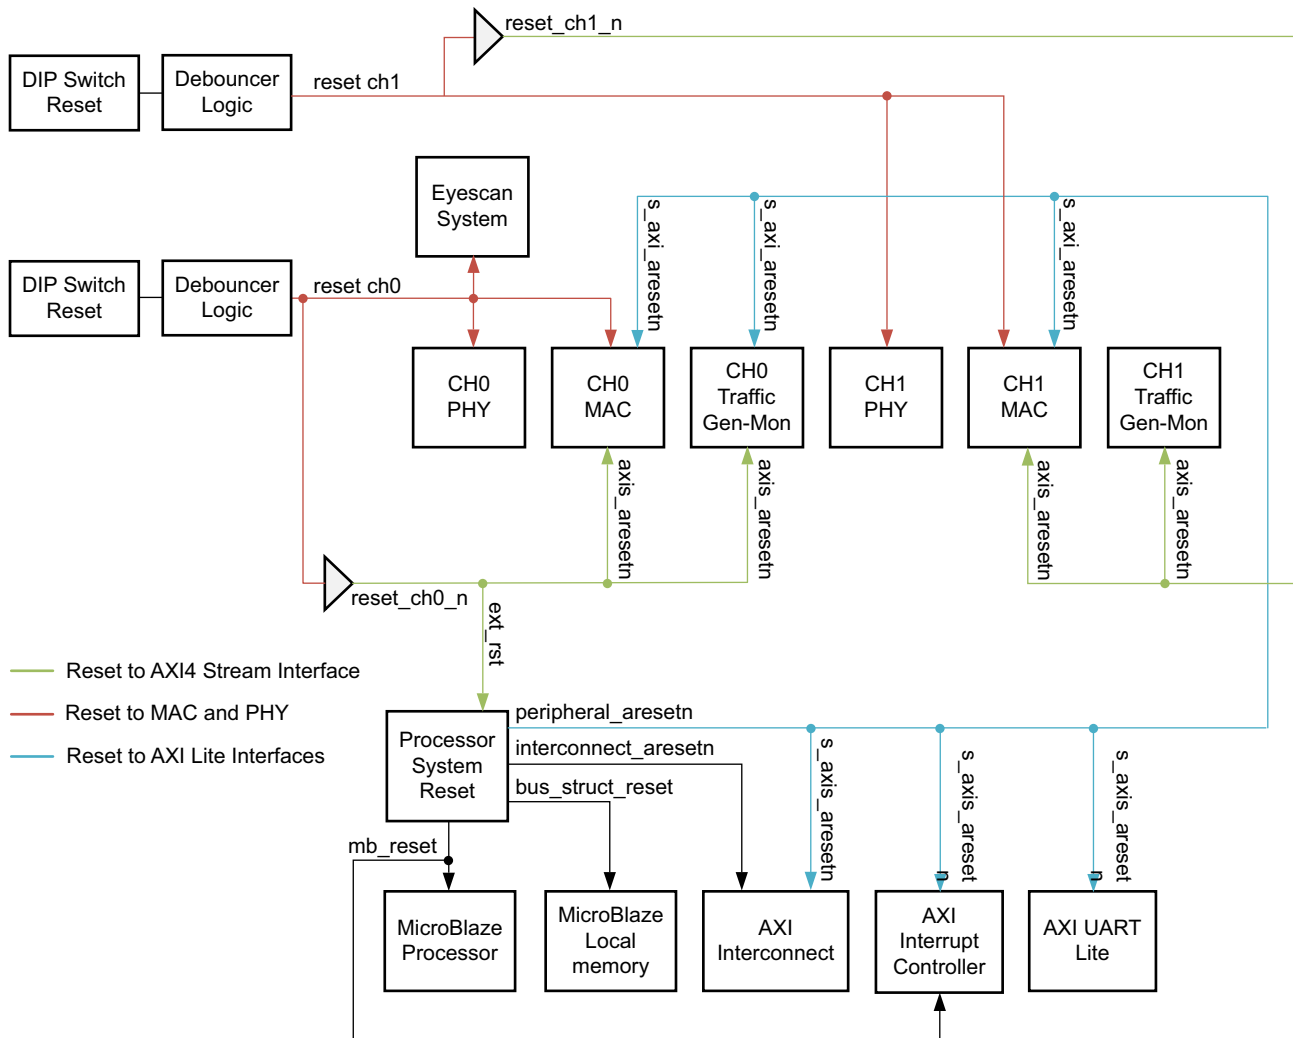 reset_ch1_n
DIP Switch
Reset
Debouncer
Logic
reset ch1
Eyescan
System
s_axi_aresetn
s_axi_aresetn
s_axi_aresetn
DIP Switch
Reset
Debouncer
Logic
reset ch0
CH0
PHY
CH0
MAC
CH0
Traffic
Gen-Mon
CH1
PHY
CH1
MAC
CH1
Traffic
Gen-Mon
axis_aresetn
axis_aresetn
axis_aresetn
axis_aresetn
reset_ch0_n
ext_rst
Reset to AXI4 Stream Interface
Reset to MAC and PHY
Reset to AXI Lite Interfaces
Processor
System
Reset
peripheral_aresetn
interconnect_aresetn
bus_struct_reset
mb_reset
s_axis_aresetn
s_axis_areset
n
s_axis_areset
n
MicroBlaze
Processor
MicroBlaze
Local
memory
AXI
Interconnect
AXI
Interrupt
Controller
AXI UART
Lite